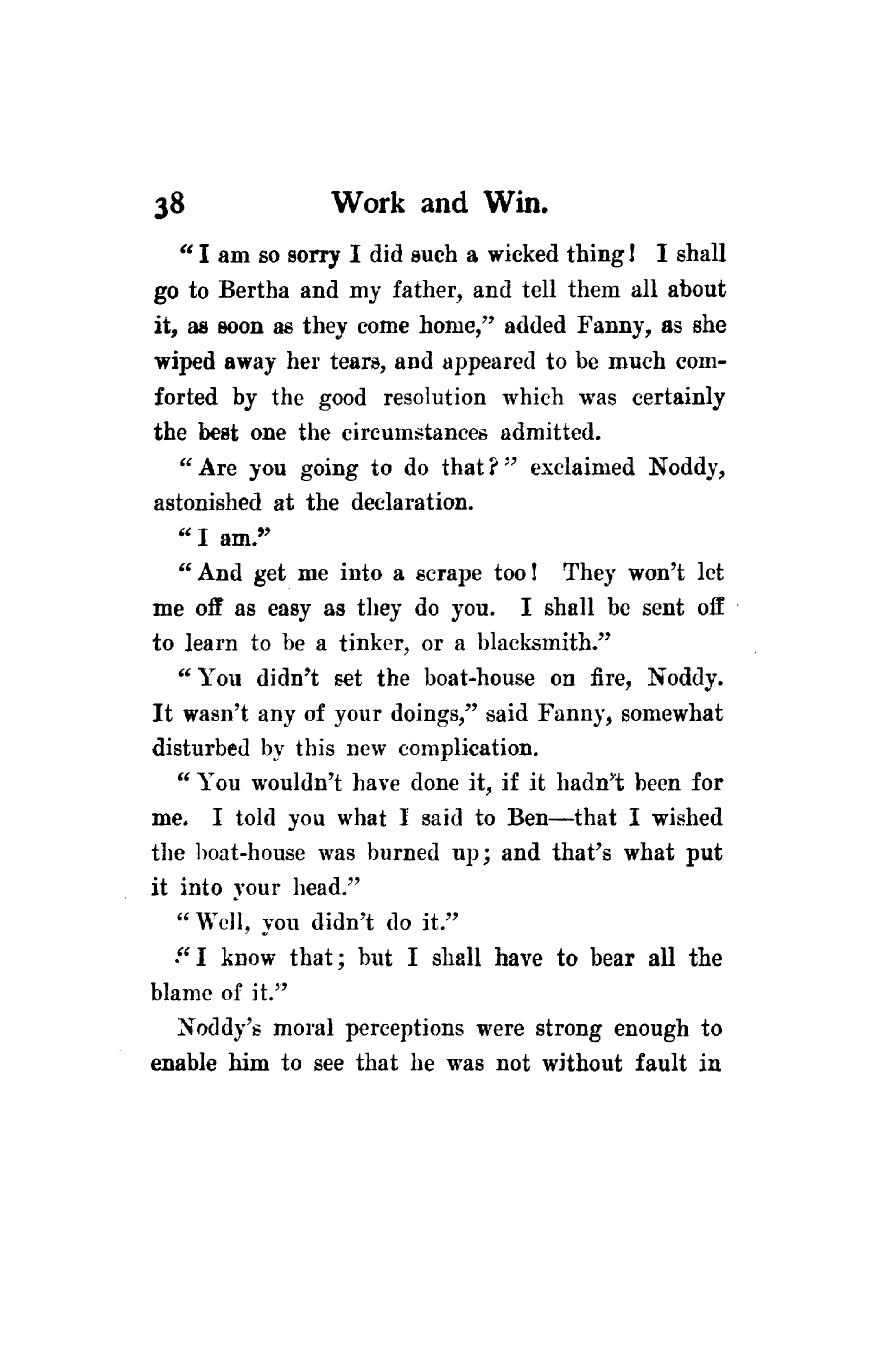 38 Work and Win.
“I am so sorry I did such a wicked thing! I shall
go to Bertha and my father, and tell them all about
it, as soon as they come home,” added Fanny, as she
wiped away her tears, and appeared to be much com-
forted by the good resolution which was certainly
the best one the circumstances admitted.
“Are you going to do that?” exclaimed Noddy,
astonished at the declaration.
“I am.”
“And get me into a scrape too! They won’t let
me off as easy as they do you. I shall be sent off
to learn to be a tinker, or a blacksmith.”
“You didn’t set the boat-house on fire, Noddy.
It wasn’t any of your doings,” said Fanny, somewhat
disturbed by this new complication.
“You wouldn’t have done it, if it hadn’t been for
me. I told you what I said to Ben—that I wished
the boat-house was burned up; and that’s what put
it into your head.”
“Well, you didn’t do it.”
“I know that; but I shall have to bear all the
blame of it.”
Noddy’s moral perceptions were strong enough to
enable him to see that he was not without fault in